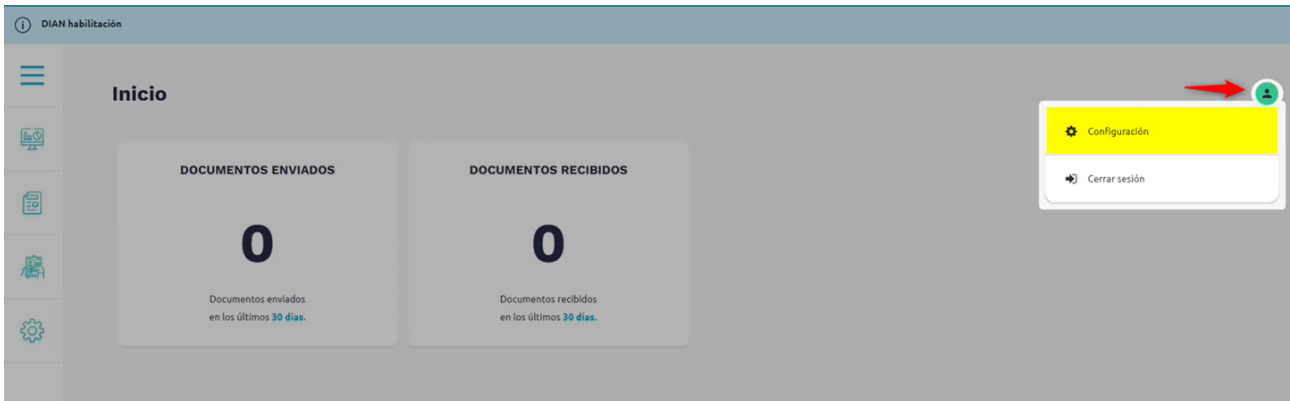 DIAN habilitación
Inicio
Configuración
Cerrar sesión
DOCUMENTOS ENVIADOS
0
Documentos enviados
en los últimos 30 días.
DOCUMENTOS RECIBIDOS
0
Documentos recibidos
en los últimos 30 días.